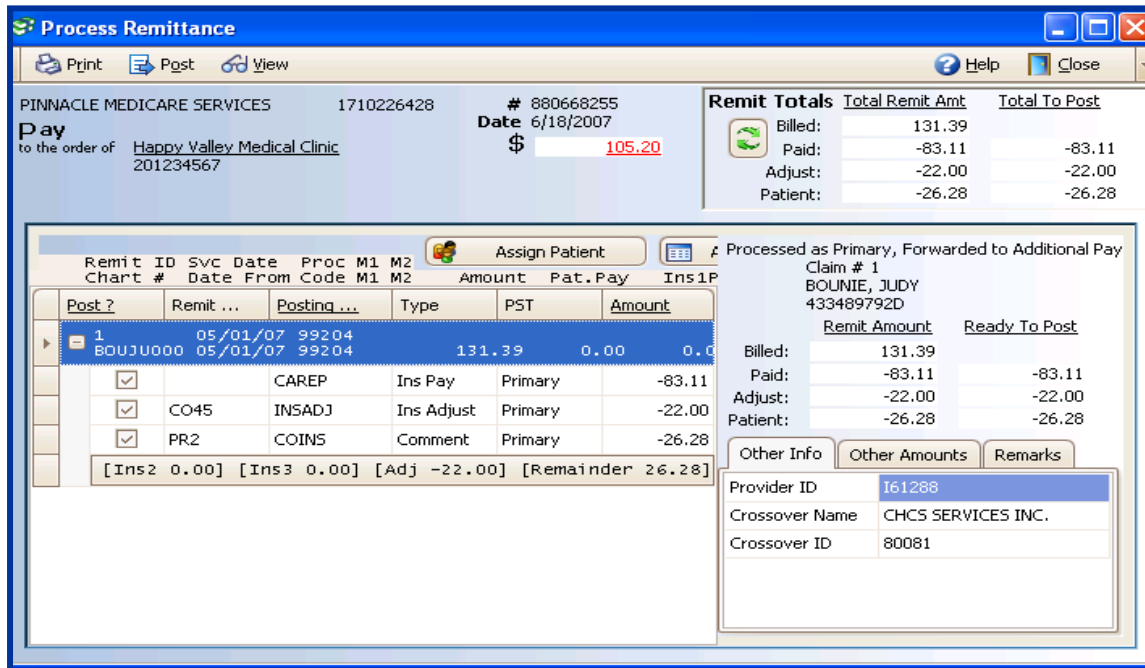 Process Remittance
Print Post View Help Close
PINNACLE MEDICARE SERVICES 1710226428 # 880668255
Pay Date 6/18/2007
to the order of Happy Valley Medical Clinic $ 105.20
201234567
Remit Totals Total Remit Amt Total To Post
Billed: 131.39
Paid: -83.11 -83.11
Adjust: -22.00 -22.00
Patient: -26.28 -26.28
Assign Patient
Remit ID Svc Date Proc M1 M2
Chart # Date From Code M1 M2 Amount Pat.Pay Ins1P
Post ? Remit ... Posting ... Type PST Amount
1 05/01/07 99204
BOUJU000 05/01/07 99204 131.39 0.00 0.0
CAREP Ins Pay Primary -83.11
CO45 INSADJ Ins Adjust Primary -22.00
PR2 COINS Comment Primary -26.28
[Ins2 0.00] [Ins3 0.00] [Adj -22.00] [Remainder 26.28]
Processed as Primary, Forwarded to Additional Pay
Claim # 1
BOUNIE, JUDY
433489792D
Remit Amount Ready To Post
Billed: 131.39
Paid: -83.11 -83.11
Adjust: -22.00 -22.00
Patient: -26.28 -26.28
Other Info Other Amounts Remarks
Provider ID I61288
Crossover Name CHCS SERVICES INC.
Crossover ID 80081